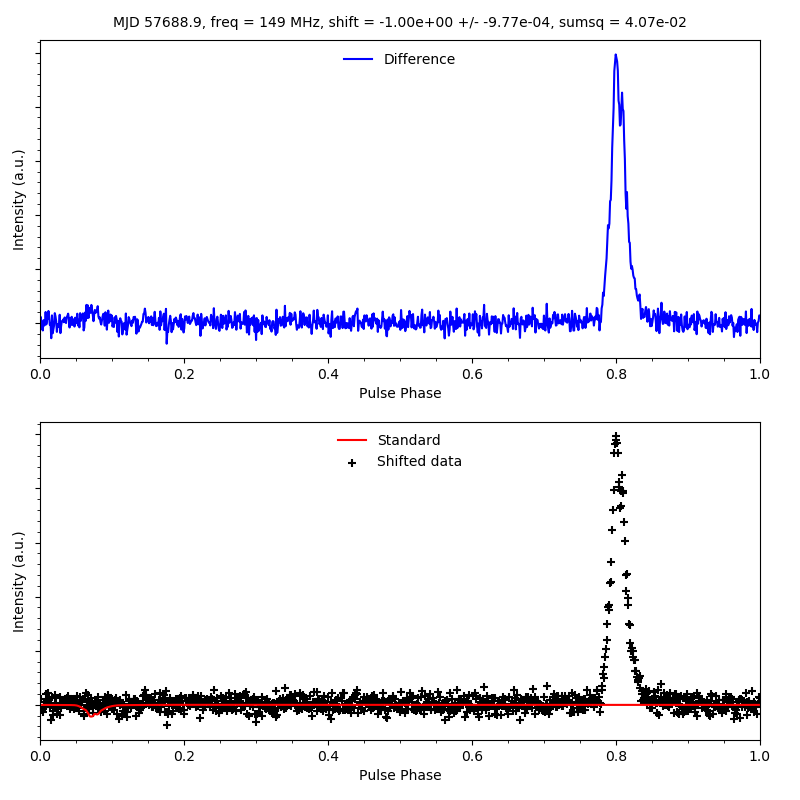 MJD 57688.9, freq = 149 MHz, shift = -1.00e+00 +/- -9.77e-04, sumsq = 4.07e-02
Difference
Intensity (a.u.)
0.0 0.2 0.4 0.6 0.8 1.0
Pulse Phase
Standard
Shifted data
Intensity (a.u.)
0.0 0.2 0.4 0.6 0.8 1.0
Pulse Phase